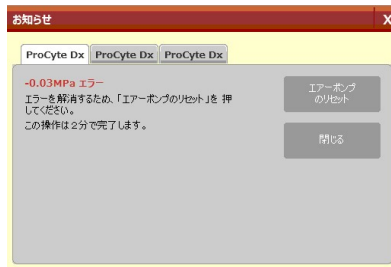 お知らせ X
ProCyte Dx ProCyte Dx ProCyte Dx
-0.03MPa エラー
エラーを解消するため、「エアーポンプのリセット」を 押
してください。
この操作は2分で完了します。
エアーポンプ
のリセット
閉じる